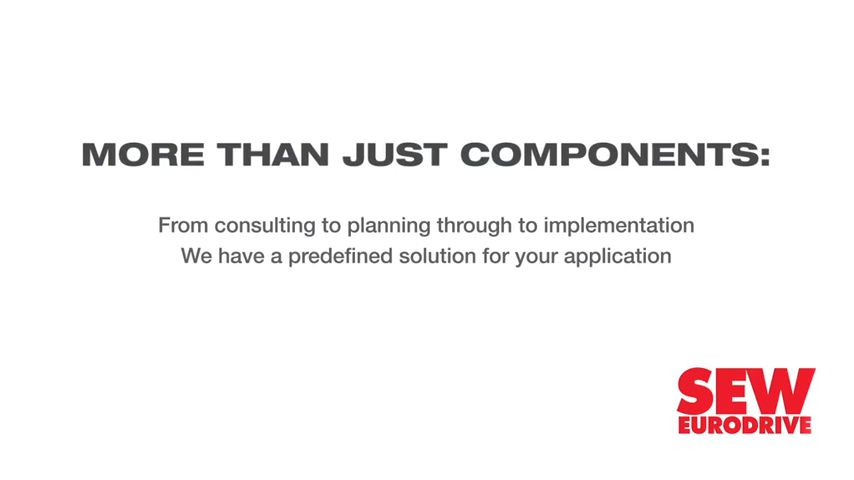 MORE THAN JUST COMPONENTS:
From consulting to planning through to implementation
We have a predefined solution for your application
SEW
EURODRIVE